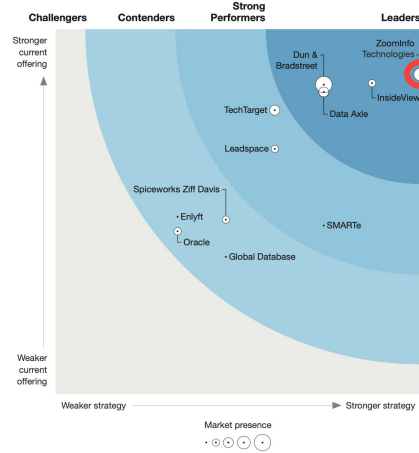 Challengers
Contenders
Strong
Performers
Leaders
Stronger
current
offering
ZoomInfo
Technologies
Dun &
Bradstreet
InsideView
Data Axle
TechTarget
Leadspace
Spiceworks Ziff Davis
Enlyft
SMARTe
Oracle
Global Database
Weaker
current
offering
Weaker strategy
Stronger strategy
Market presence